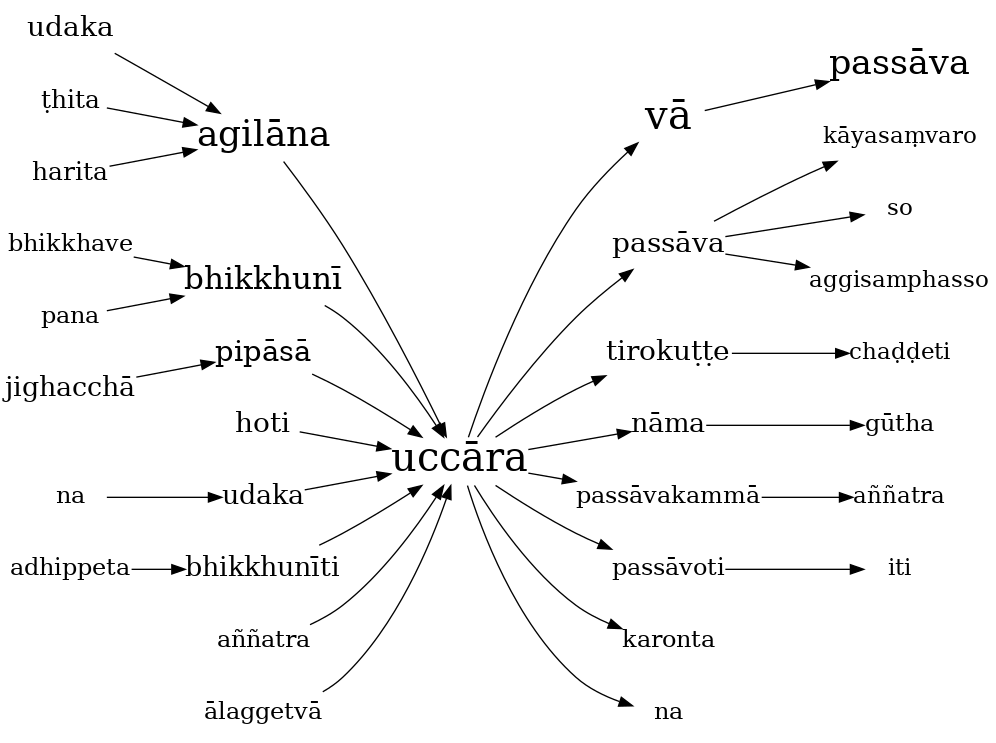 udaka
ṭhita
harita
bhikkhave
pana
jighacchā
na
adhippeta
agilāna
bhikkhunī
pipāsā
hoti
udaka
bhikkhunīti
aññatra
ālaggetvā
uccāra
vā
passāva
tirokuṭṭe
nāma
passāvakammā
passāvoti
karonta
na
passāva
kāyasaṃvaro
so
aggisamphasso
chaḍḍeti
gūtha
aññatra
iti